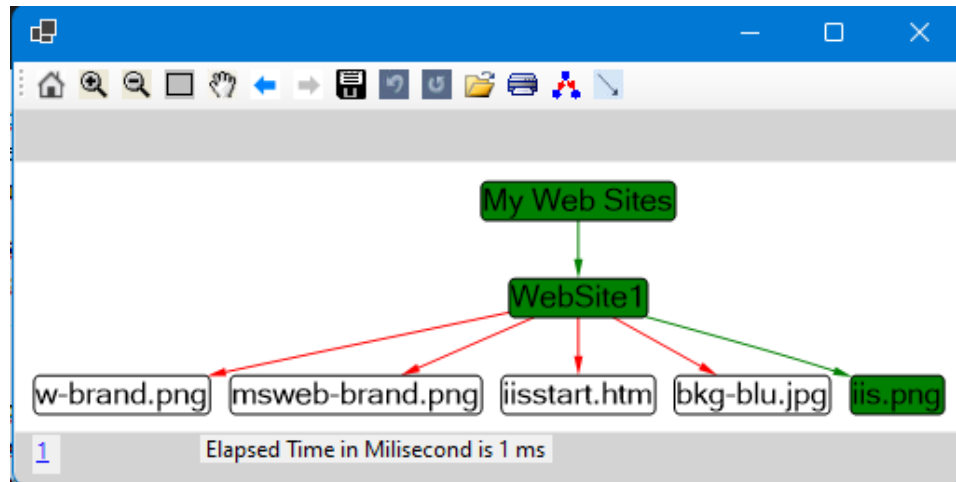 My Web Sites
WebSite1
w-brand.png msweb-brand.png iisstart.htm bkg-blu.jpg iis.png
1 Elapsed Time in Milisecond is 1 ms